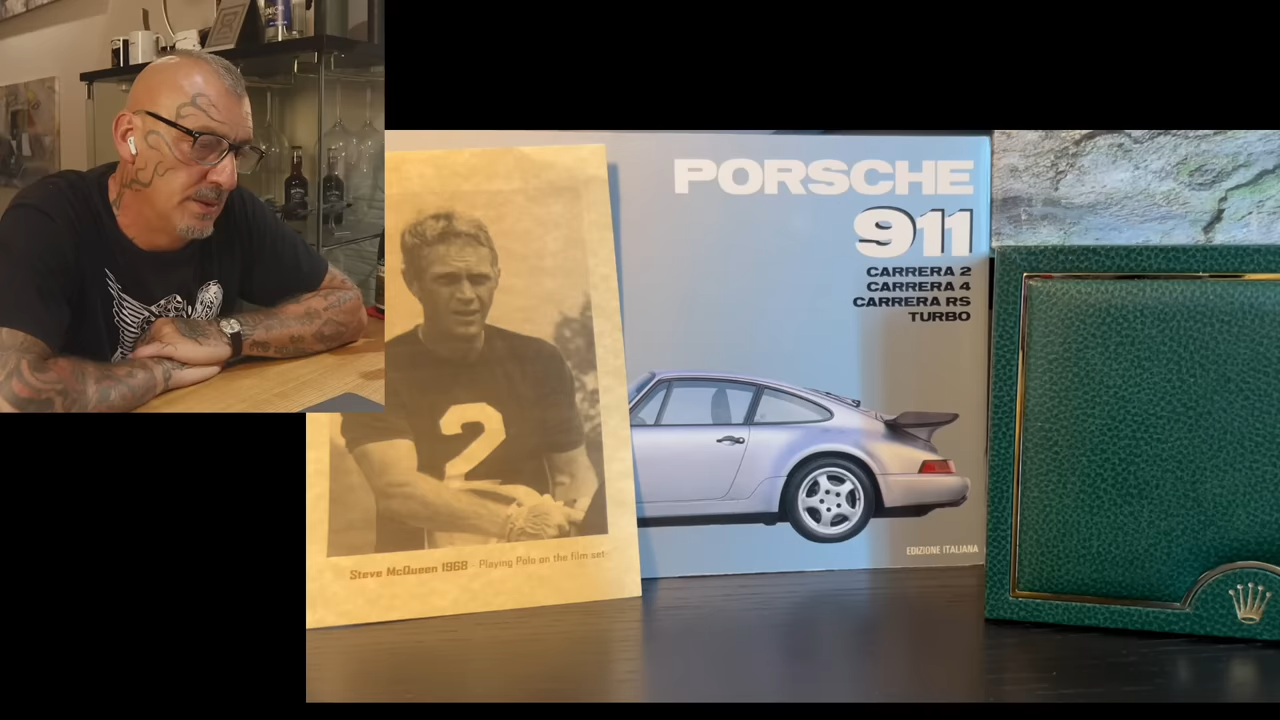 PORSCHE
911
CARRERA 2
CARRERA 4
CARRERA RS
TURBO
EDIZIONE ITALIANA
2
Steve McQueen 1968 - Playing Polo on the film set-